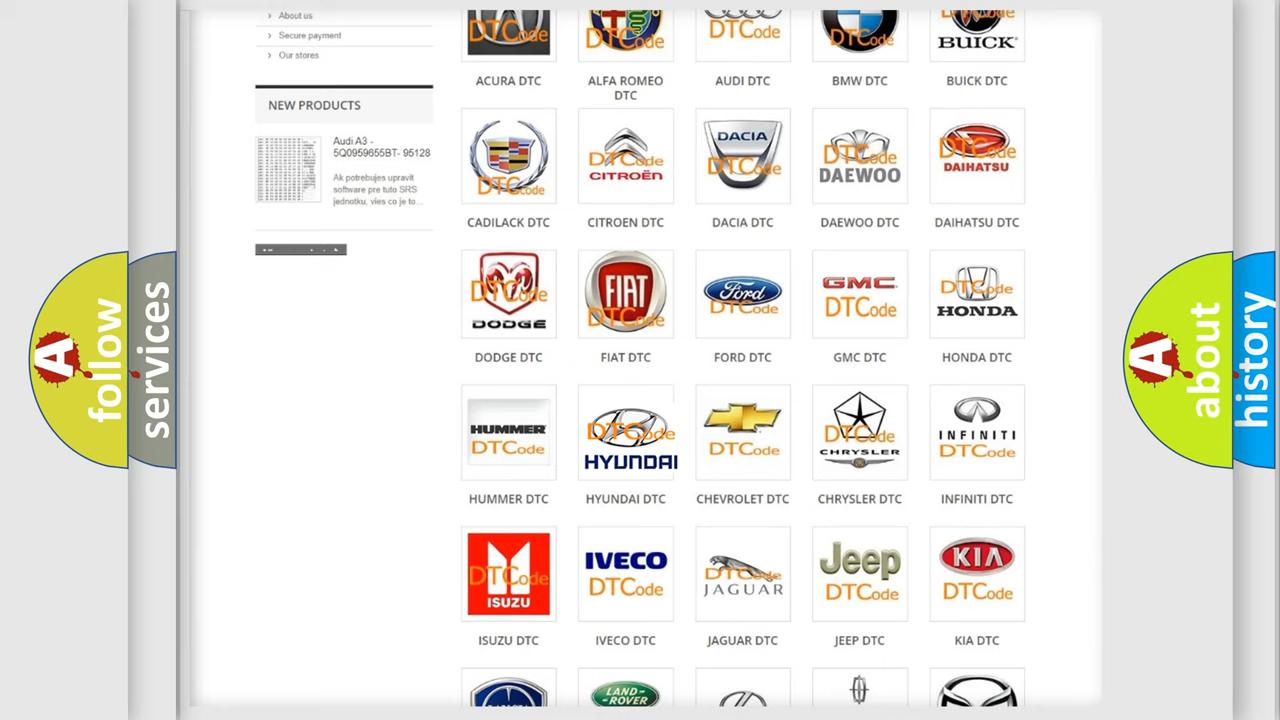 About us
Secure payment
Our stores
NEW PRODUCTS
Audi A3 -
5Q0959655BT- 95128
Ak potrebujes upravit
software pre tuto SRS
jednotku, vies co je to...
DTCode
DTCode
DTCode
DTCode
BUICK
ACURA DTC
ALFA ROMEO
DTC
AUDI DTC
BMW DTC
BUICK DTC
DTCode
DTCode
CITROËN
DACIA
DTCode
DTCode
DAEWOO
DTCode
DAIHATSU
CADILACK DTC
CITROEN DTC
DACIA DTC
DAEWOO DTC
DAIHATSU DTC
DTCode
DODGE
FIAT
DTCode
Ford
DTCode
GMC
DTCode
DTCode
HONDA
DODGE DTC
FIAT DTC
FORD DTC
GMC DTC
HONDA DTC
HUMMER
DTCode
DTCode
HYUNDAI
DTCode
DTCode
CHRYSLER
INFINITI
DTCode
HUMMER DTC
HYUNDAI DTC
CHEVROLET DTC
CHRYSLER DTC
INFINITI DTC
DTCode
ISUZU
IVECO
DTCode
DTCode
JAGUAR
Jeep
DTCode
KIA
DTCode
ISUZU DTC
IVECO DTC
JAGUAR DTC
JEEP DTC
KIA DTC
LAND-
ROVER
A follow
services
A about
history